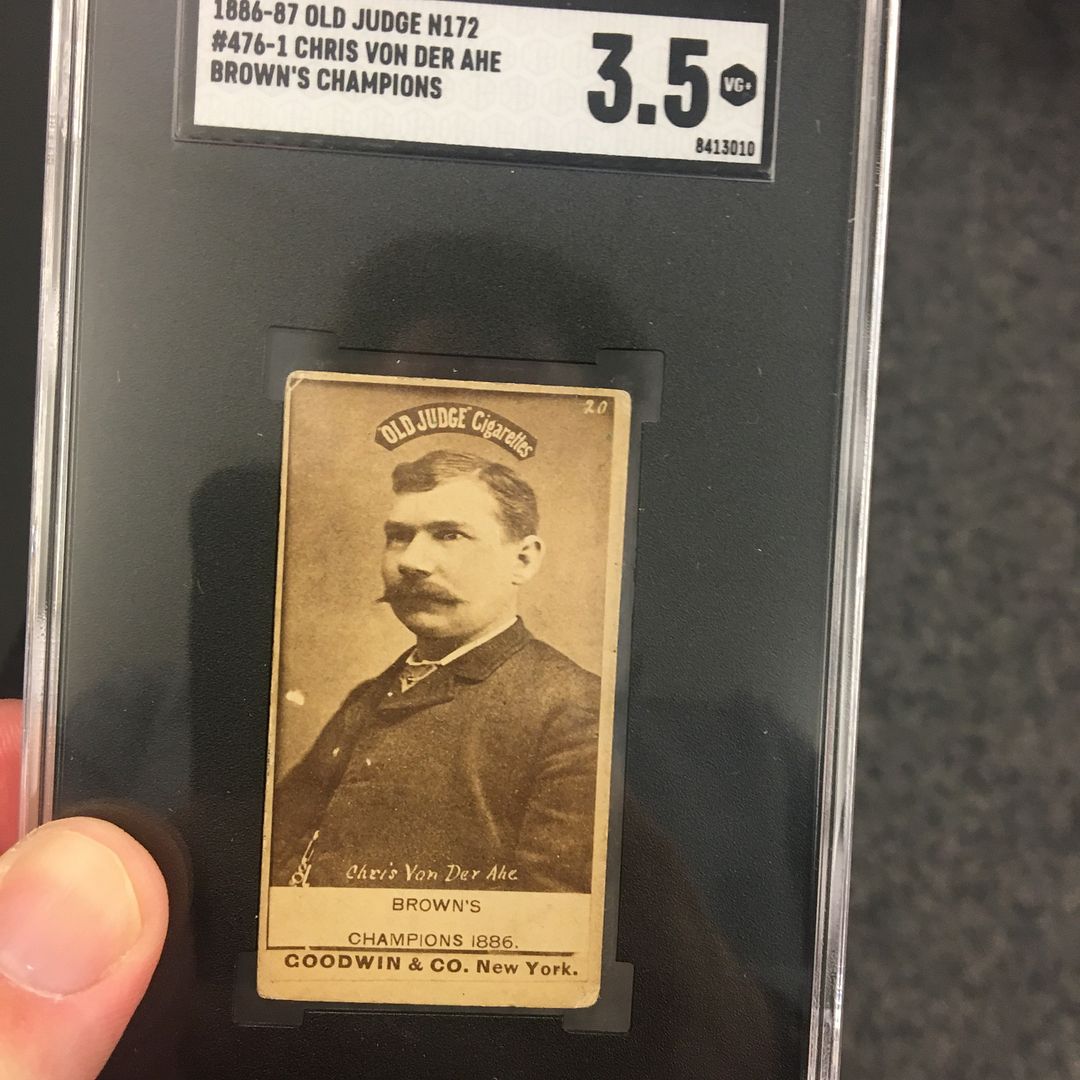 1886-87 OLD JUDGE N172
#476-1 CHRIS VON DER AHE
BROWN'S CHAMPIONS
3.5
VG+
8413010
20
"OLD JUDGE" Cigarettes
Chris Von Der Ahe
BROWN'S
CHAMPIONS 1886.
GOODWIN & CO. New York.